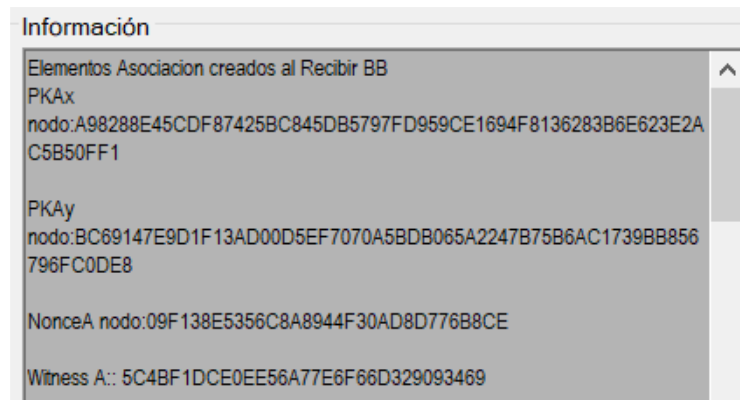 Información
Elementos Asociacion creados al Recibir BB
PKAx
nodo:A98288E45CDF87425BC845DB5797FD959CE1694F8136283B6E623E2A
C5B50FF1
PKAy
nodo:BC69147E9D1F13AD00D5EF7070A5BDB065A2247B75B6AC1739BB856
796FC0DE8
NonceA nodo:09F138E5356C8A8944F30AD8D776B8CE
Witness A:: 5C4BF1DCE0EE56A77E6F66D329093469